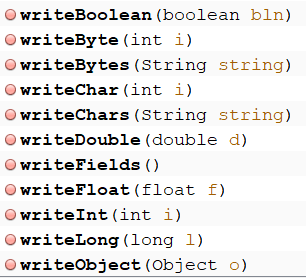 writeBoolean(boolean bln)
writeByte(int i)
writeBytes(String string)
writeChar(int i)
writeChars(String string)
writeDouble(double d)
writeFields()
writeFloat(float f)
writeInt(int i)
writeLong(long l)
writeObject(Object o)